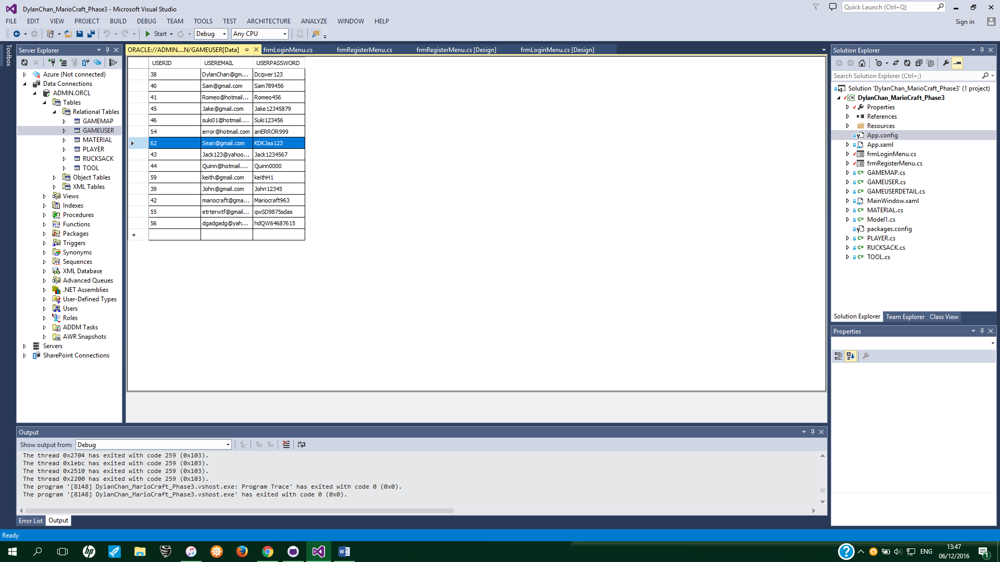 DylanChan_MarioCraft_Phase3 - Microsoft Visual Studio
Quick Launch (Ctrl+Q)
FILE EDIT VIEW PROJECT BUILD DEBUG TEAM TOOLS TEST ARCHITECTURE ANALYZE WINDOW HELP
Sign in
Start Debug Any CPU
Toolbox
Server Explorer
Azure (Not connected)
Data Connections
ADMIN.ORCL
Tables
Relational Tables
GAMEMAP
GAMEUSER
MATERIAL
PLAYER
RUCKSACK
TOOL
Object Tables
XML Tables
Views
Indexes
Procedures
Functions
Packages
Triggers
Synonyms
Sequences
XML Database
Advanced Queues
.NET Assemblies
User-Defined Types
Users
Roles
ADDM Tasks
AWR Snapshots
Servers
SharePoint Connections
ORACLE://ADMIN....N/GAMEUSER[Data] frmLoginMenu.cs frmRegisterMenu.cs frmRegisterMenu.cs [Design] frmLoginMenu.cs [Design]
USERID USEREMAIL USERPASSWORD
38 DylanChan@gm... Dcqwer123
40 Sam@gmail.com Sam789456
41 Romeo@hotmail... Romeo456
45 Jake@gmail.com Jake12345879
46 suki01@hotmail.... Suki123456
54 error@hotmail.com anERROR999
62 Sean@gmail.com KDKJaa123
43 Jack123@yahoo... Jack1234567
44 Quinn@hotmail.... Quinn0000
59 keith@gmail.com keithH1
39 John@gmail.com John12345
42 mariocraft@gma... Mariocraft963
55 etrterwtf@gmail... qwSD9875sdas
56 dgadgadg@yah... hdQW64687615
Solution Explorer
Search Solution Explorer (Ctrl+;)
Solution 'DylanChan_MarioCraft_Phase3' (1 project)
DylanChan_MarioCraft_Phase3
Properties
References
Resources
App.config
App.xaml
frmLoginMenu.cs
frmRegisterMenu.cs
GAMEMAP.cs
GAMEUSER.cs
GAMEUSERDETAIL.cs
MainWindow.xaml
MATERIAL.cs
Model1.cs
packages.config
PLAYER.cs
RUCKSACK.cs
TOOL.cs
Solution Explorer Team Explorer Class View
Properties
Output
Show output from: Debug
The thread 0x2704 has exited with code 259 (0x103).
The thread 0x1ebc has exited with code 259 (0x103).
The thread 0x2510 has exited with code 259 (0x103).
The thread 0x2200 has exited with code 259 (0x103).
The program '[8148] DylanChan_MarioCraft_Phase3.vshost.exe: Program Trace' has exited with code 0 (0x0).
The program '[8148] DylanChan_MarioCraft_Phase3.vshost.exe' has exited with code 0 (0x0).
Error List Output
Ready
ENG
13:47
06/12/2016
1